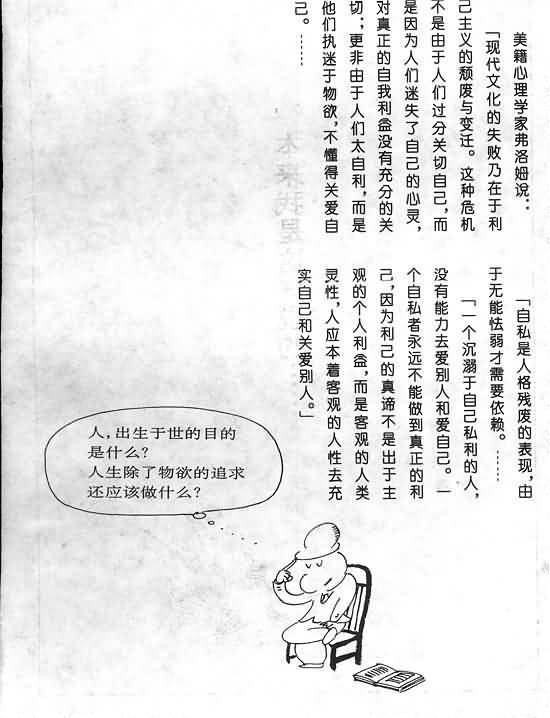 美籍心理学家弗洛姆说：
「现代文化的失败乃在于利
己主义的颓废与变迁。这种危机
不是由于人们过分关切自己，而
是因为人们迷失了自己的心灵，
对真正的自我利益没有充分的关
切；更非由于人们太自利，而是
他们执迷于物欲，不懂得关爱自
己。……
「自私是人格残废的表现，由
于无能怯弱才需要依赖。……
「一个沉溺于自己私利的人，
没有能力去爱别人和爱自己。一
个自私者永远不能做到真正的利
己，因为利己的真谛不是出于主
观的个人利益，而是客观的人类
灵性，人应本着客观的人性去充
实自己和关爱别人。」
人，出生于世的目的
是什么？
人生除了物欲的追求
还应该做什么？